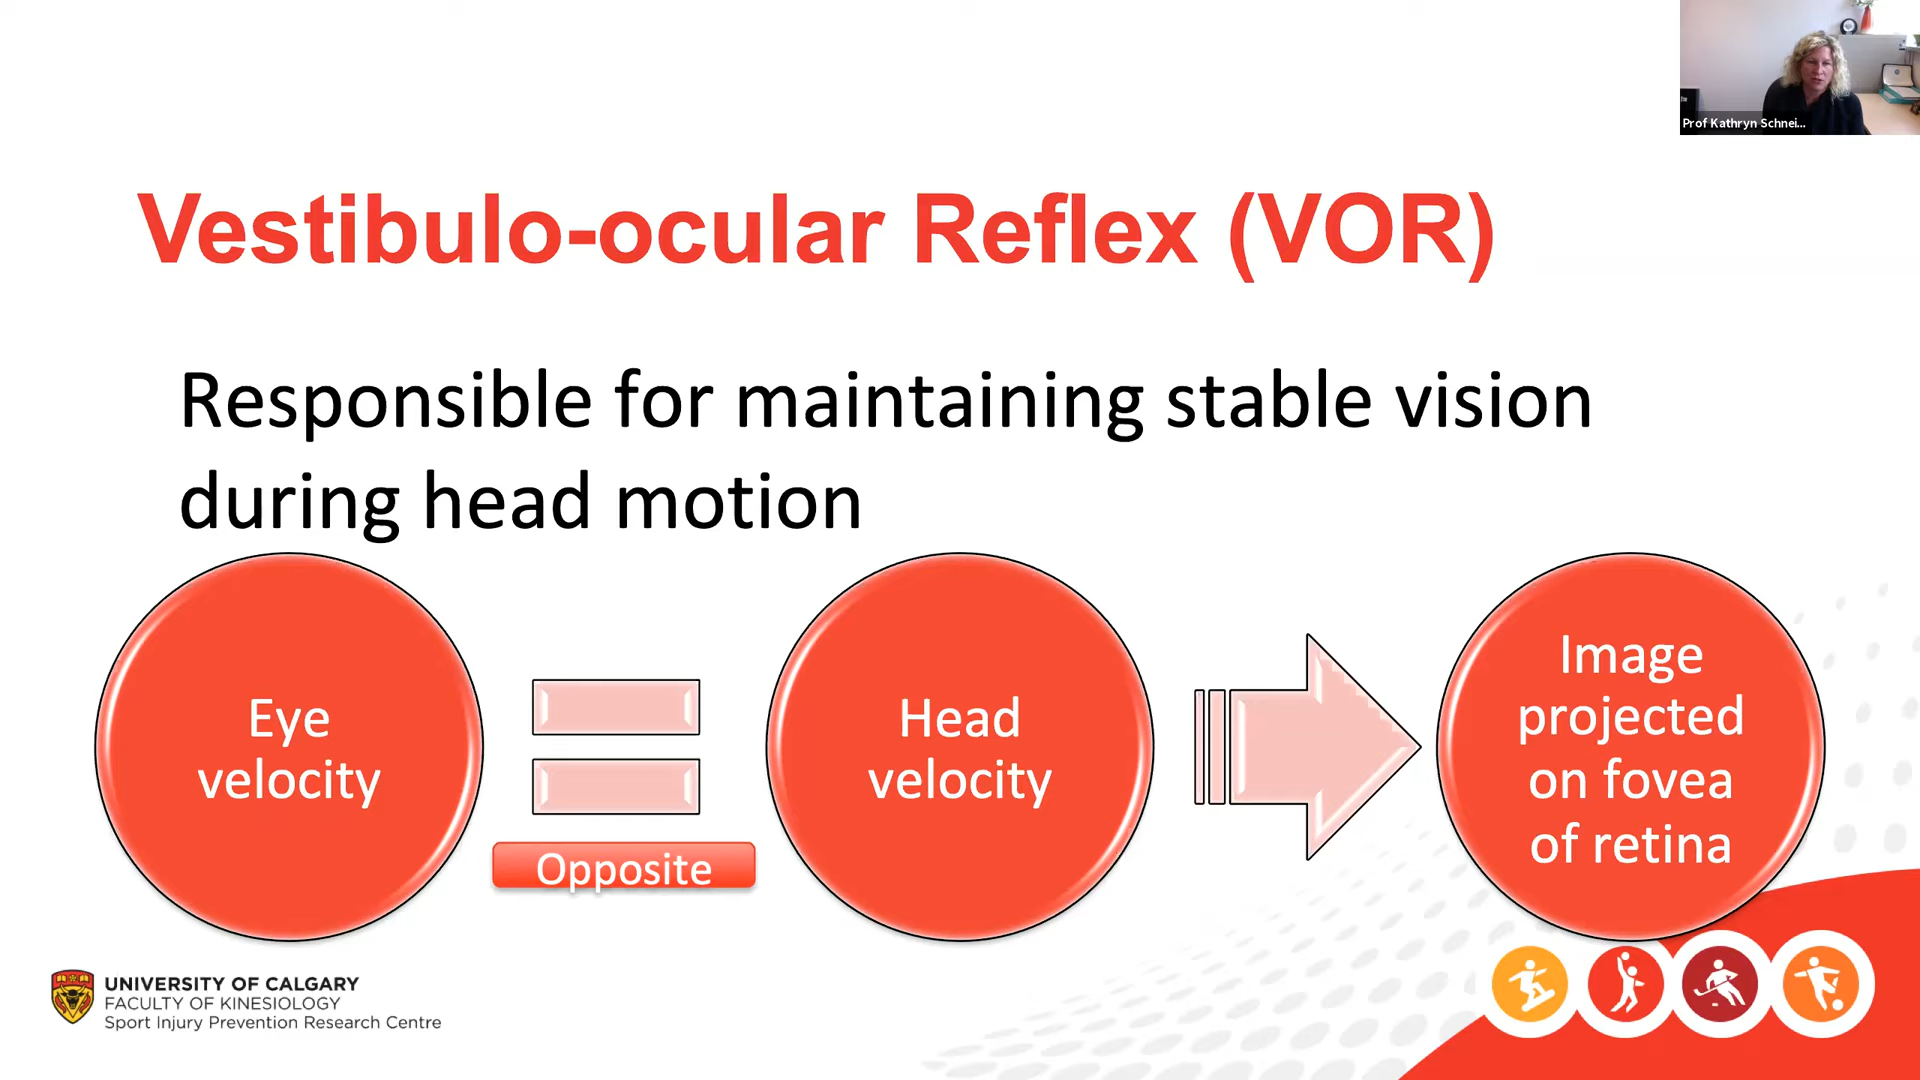 Prof Kathryn Schnei...
Vestibulo-ocular Reflex (VOR)
Responsible for maintaining stable vision
during head motion
Eye
velocity
Opposite
Head
velocity
Image
projected
on fovea
of retina
UNIVERSITY OF CALGARY
FACULTY OF KINESIOLOGY
Sport Injury Prevention Research Centre